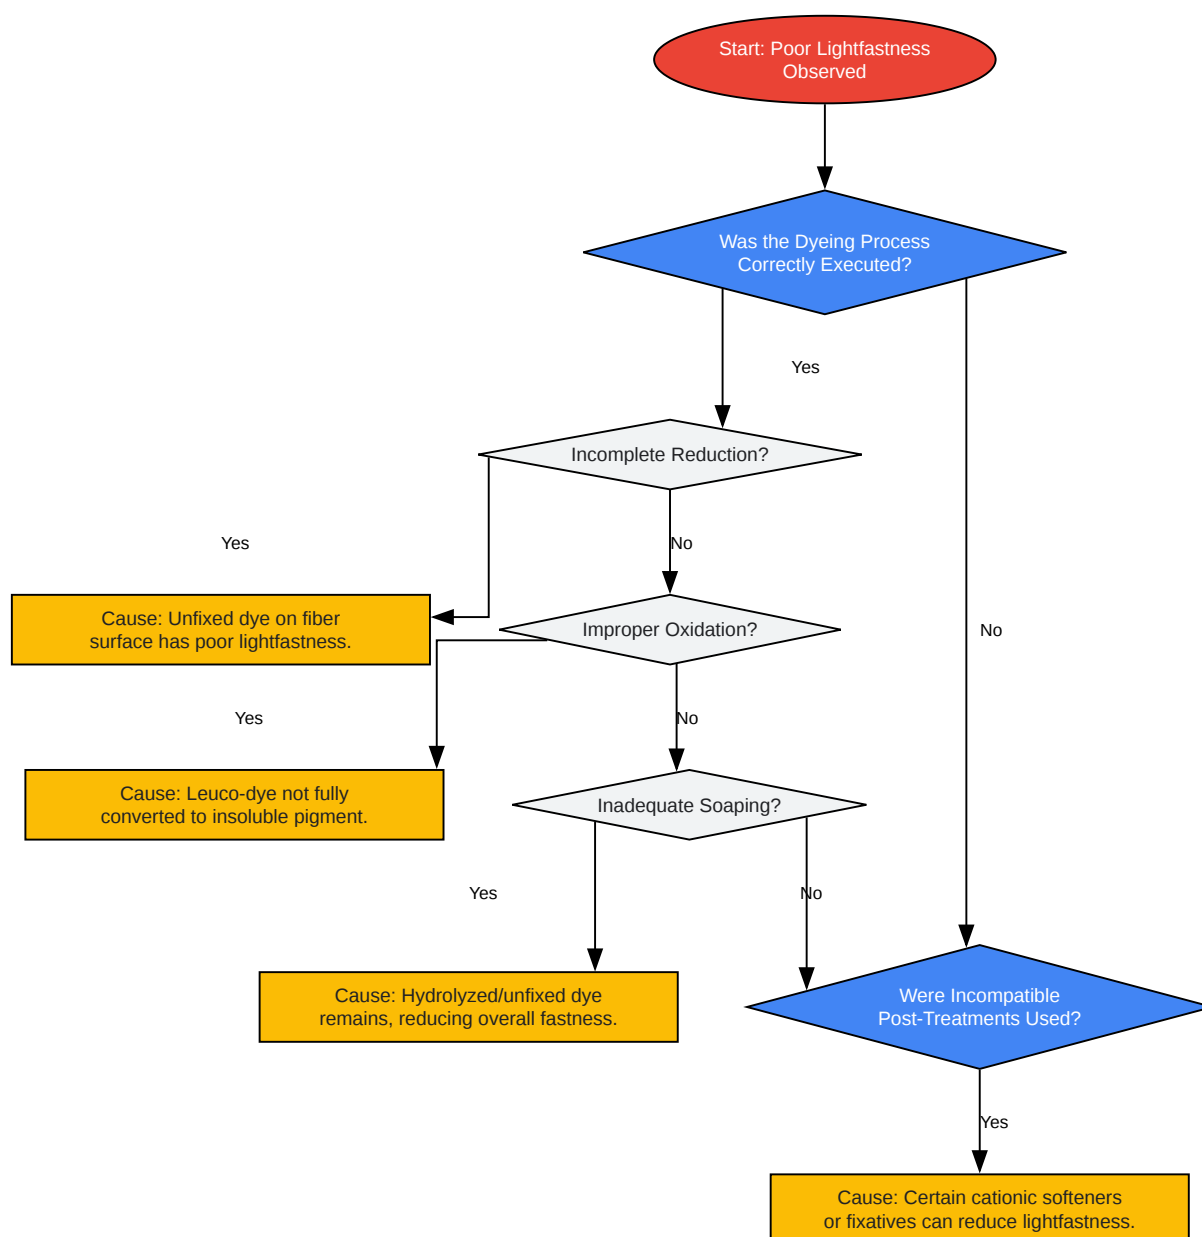 Start: Poor Lightfastness
Observed
Was the Dyeing Process
Correctly Executed?
Yes
Incomplete Reduction?
Yes
No
Cause: Unfixed dye on fiber
surface has poor lightfastness.
Improper Oxidation?
No
Yes
No
Cause: Leuco-dye not fully
converted to insoluble pigment.
Inadequate Soaping?
Yes
No
Cause: Hydrolyzed/unfixed dye
remains, reducing overall fastness.
Were Incompatible
Post-Treatments Used?
Yes
Cause: Certain cationic softeners
or fixatives can reduce lightfastness.